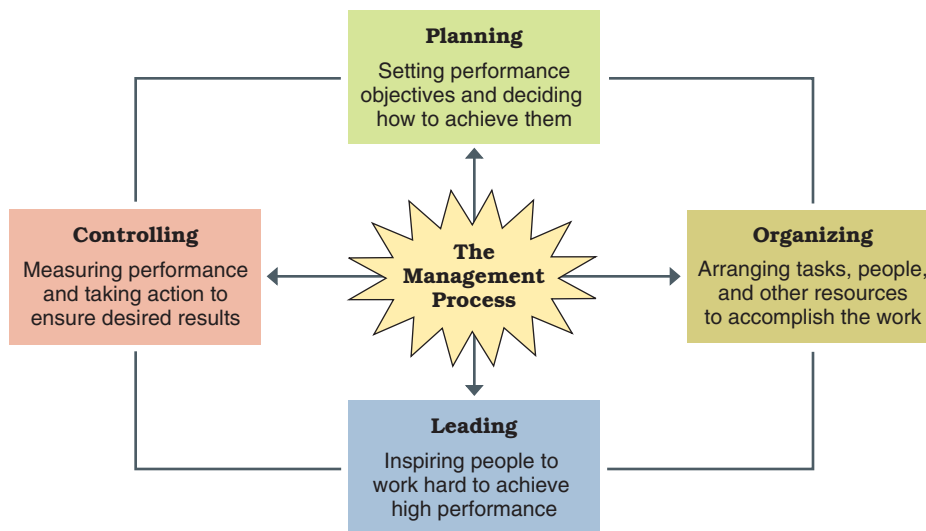 Planning
Setting performance
objectives and deciding
how to achieve them
Controlling
Measuring performance
and taking action to
ensure desired results
The
Management
Process
Organizing
Arranging tasks, people,
and other resources
to accomplish the work
Leading
Inspiring people to
work hard to achieve
high performance